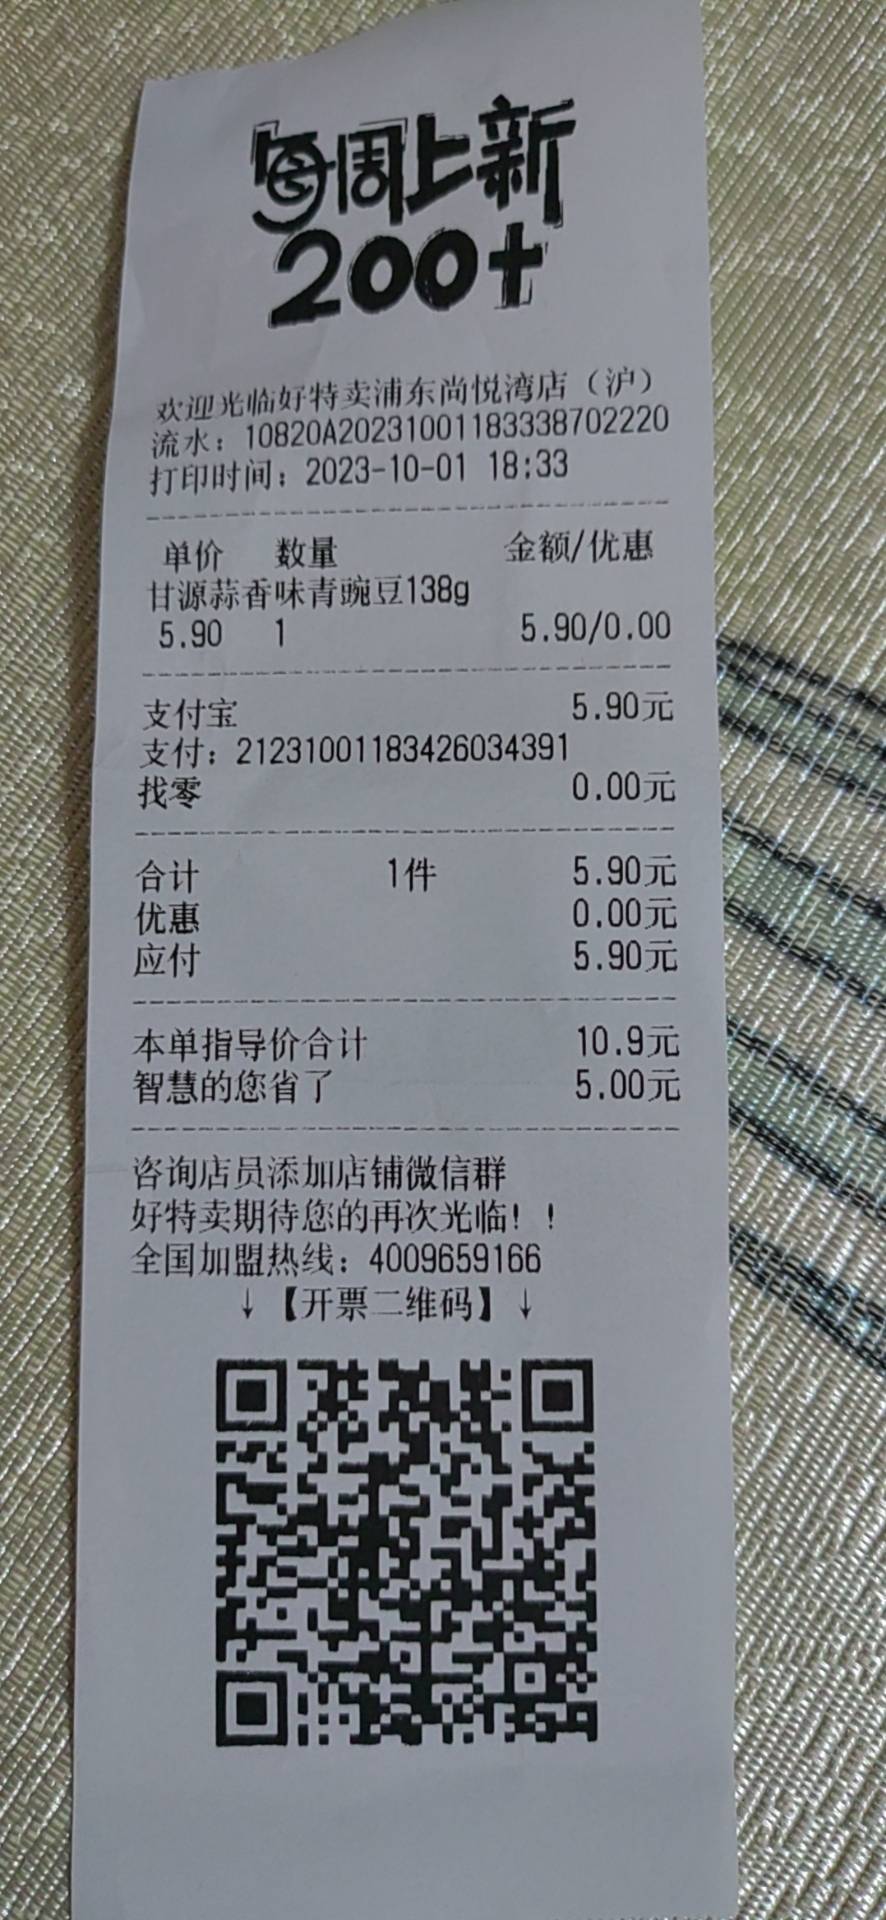 每周上新
200+
欢迎光临好特卖浦东尚悦湾店（沪）
流水：10820A20231001183338702220
打印时间：2023-10-01 18:33
单价 数量 金额/优惠
甘源蒜香味青豌豆138g
5.90 1 5.90/0.00
支付宝 5.90元
支付：21231001183426034391
找零 0.00元
合计 1件 5.90元
优惠 0.00元
应付 5.90元
本单指导价合计 10.9元
智慧的您省了 5.00元
咨询店员添加店铺微信群
好特卖期待您的再次光临！！
全国加盟热线：4009659166
↓【开票二维码】↓